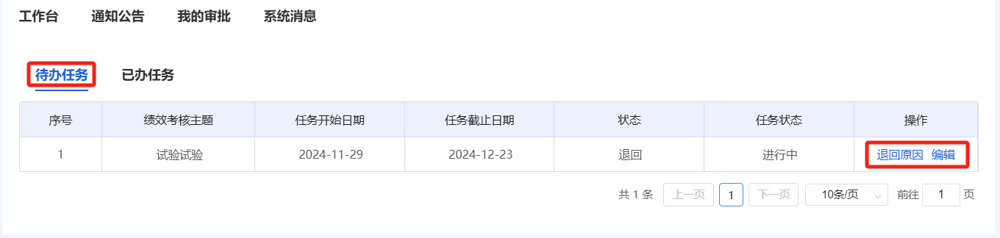 工作台 通知公告 我的审批 系统消息
待办任务 已办任务
序号 绩效考核主题 任务开始日期 任务截止日期 状态 任务状态 操作
1 试验试验 2024-11-29 2024-12-23 退回 进行中 退回原因 编辑
共 1 条 上一页 1 下一页 10条/页 前往 1 页